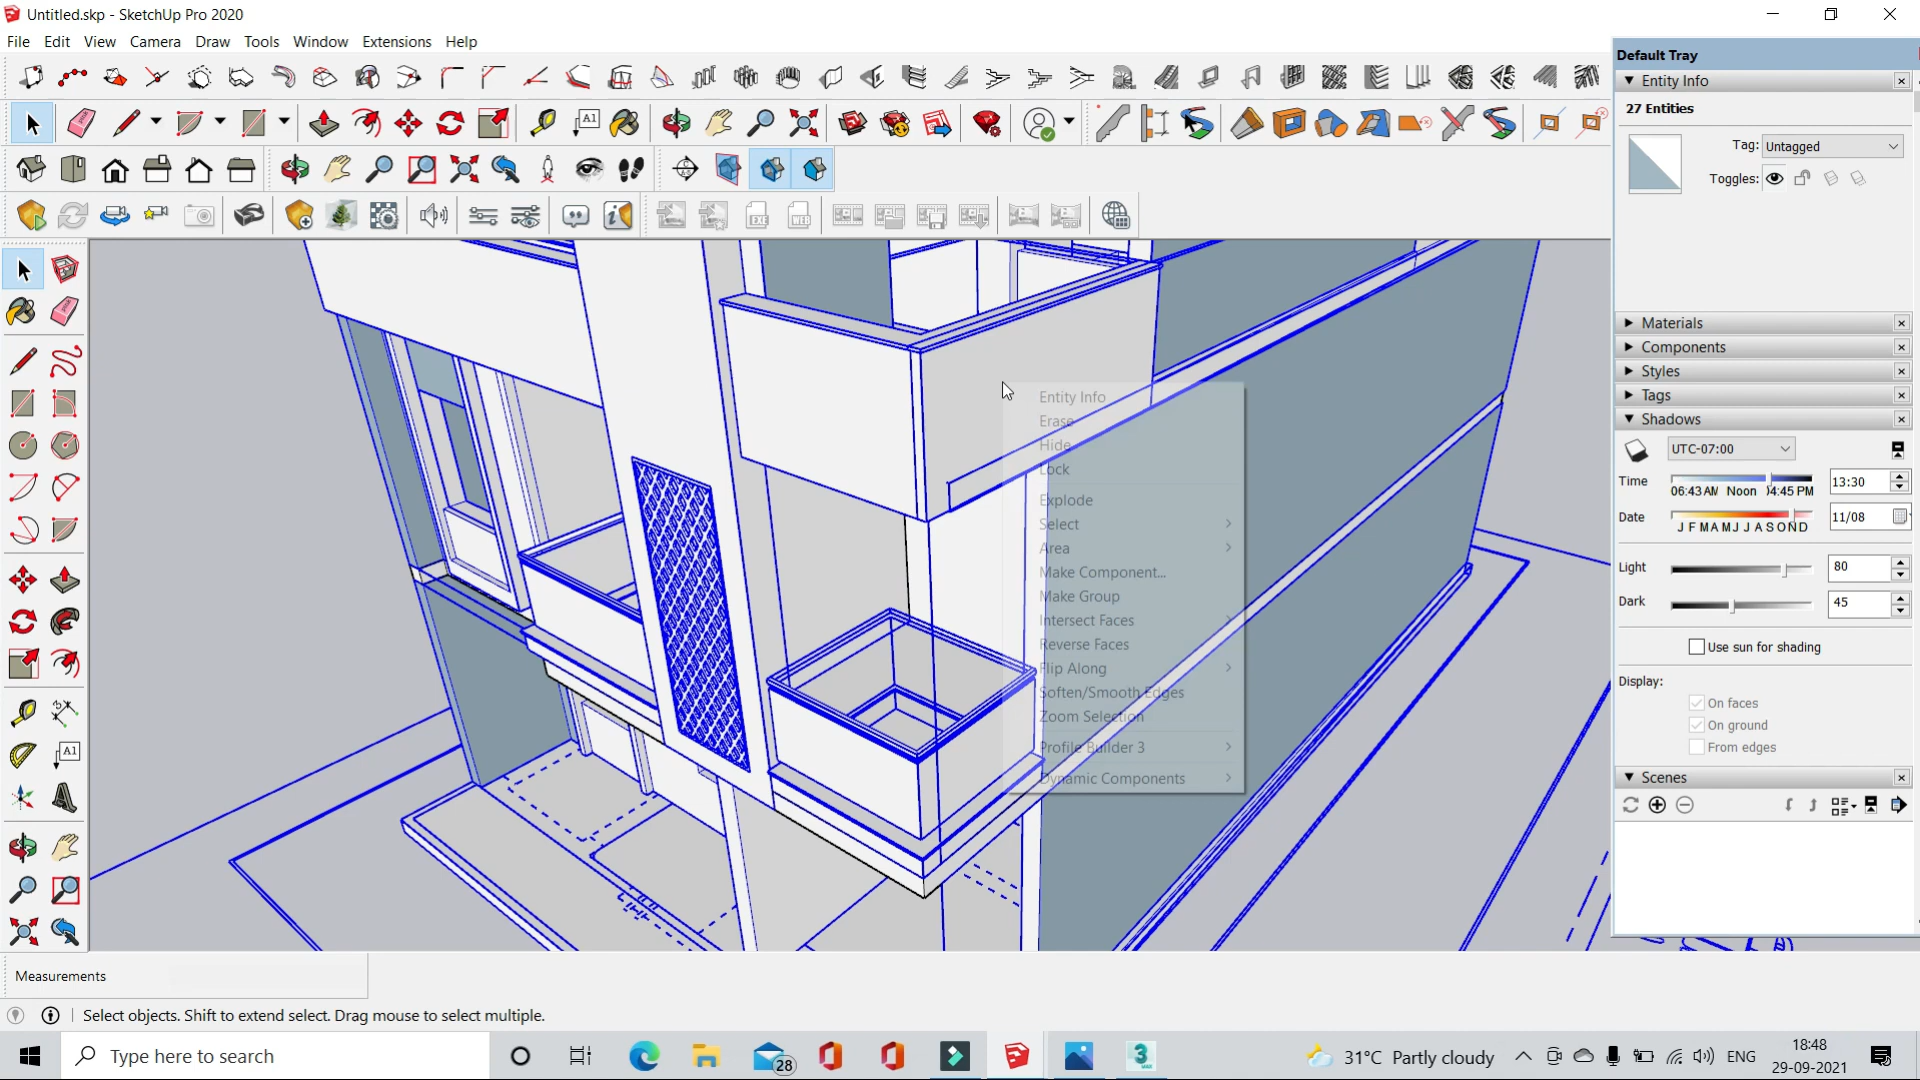 Untitled.skp - SketchUp Pro 2020
File Edit View Camera Draw Tools Window Extensions Help
Default Tray
Entity Info
27 Entities
Tag: Untagged
Toggles:
Materials
Components
Styles
Tags
Shadows
UTC-07:00
Time
06:43 AM Noon 04:45 PM
13:30
Date
J F M A M J J A S O N D
11/08
Light
80
Dark
45
Use sun for shading
Display:
On faces
On ground
From edges
Scenes
Entity Info
Erase
Hide
Lock
Explode
Select
Area
Make Component...
Make Group
Intersect Faces
Reverse Faces
Flip Along
Soften/Smooth Edges
Zoom Selection
Profile Builder 3
Dynamic Components
Measurements
Select objects. Shift to extend select. Drag mouse to select multiple.
Type here to search
28
3
31°C Partly cloudy
ENG
18:48
29-09-2021